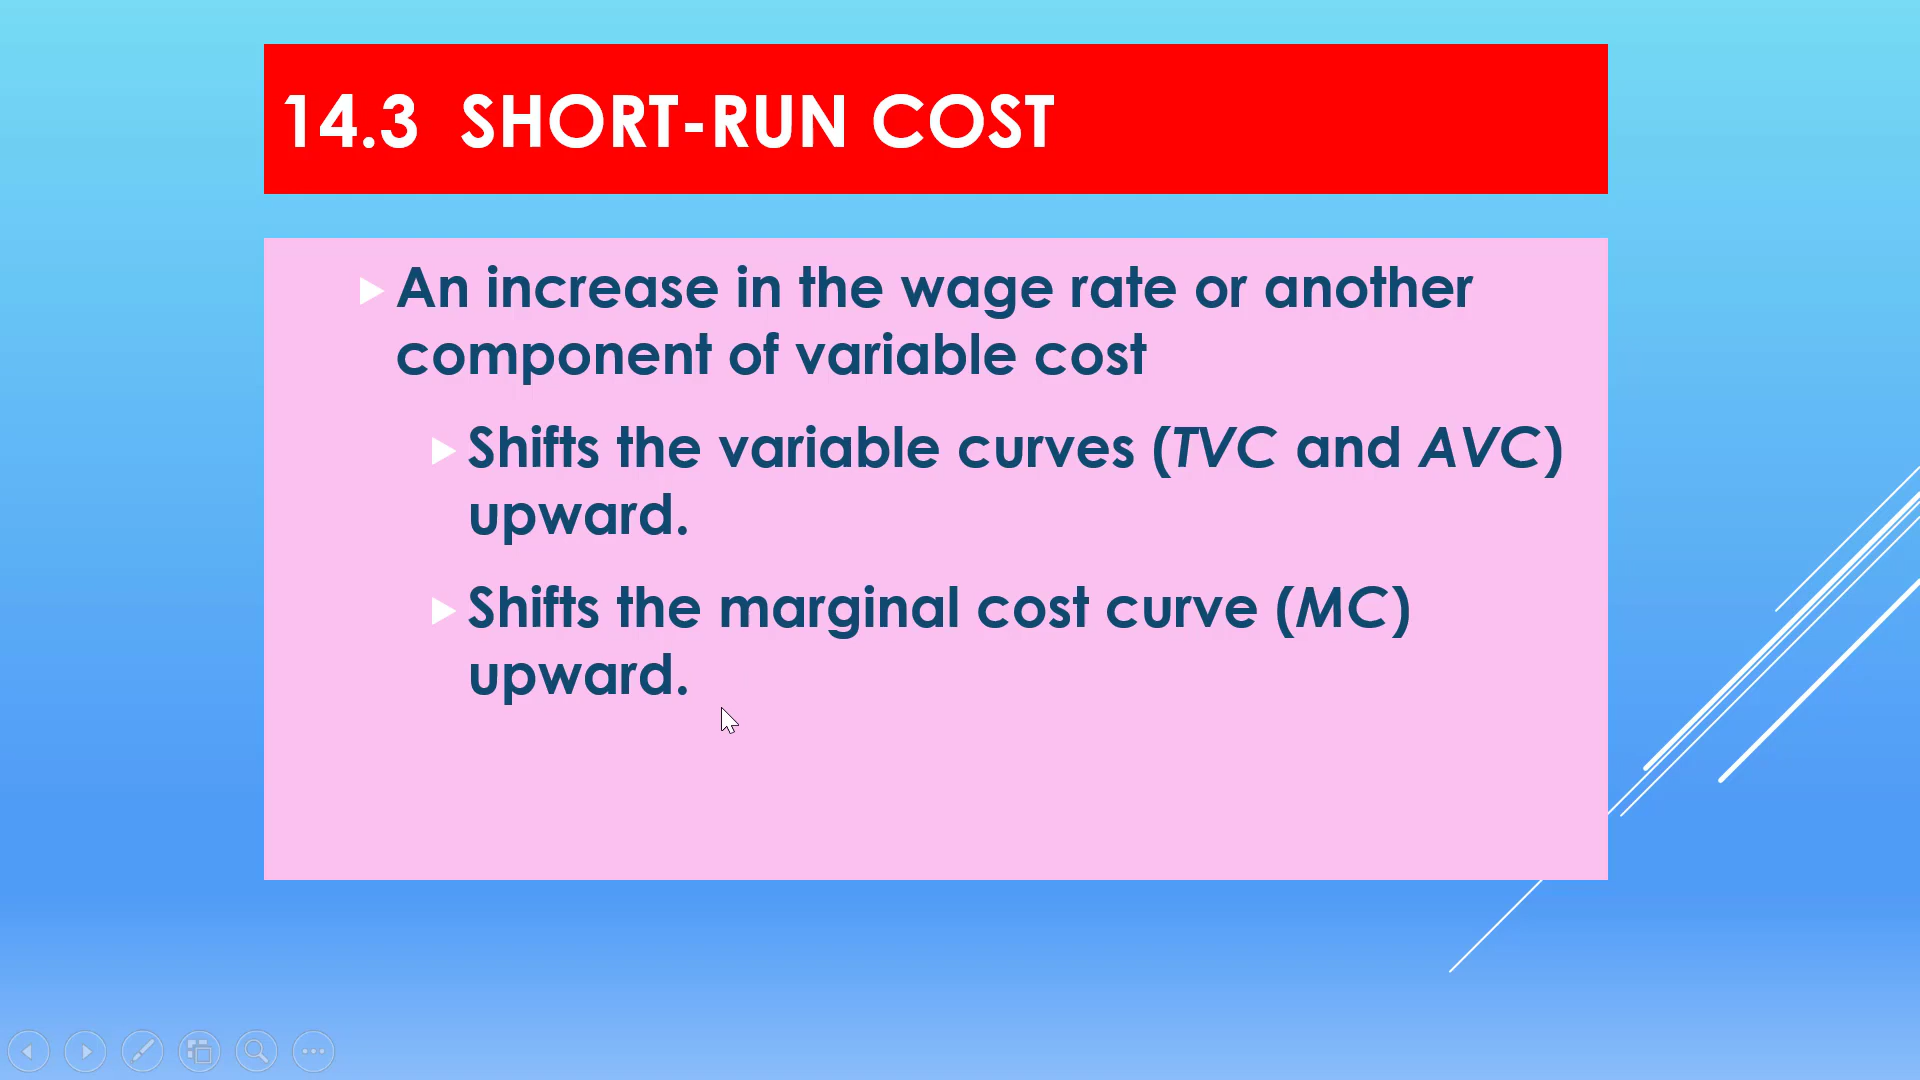 14.3 SHORT-RUN COST
An increase in the wage rate or another
component of variable cost
Shifts the variable curves (TVC and AVC)
upward.
Shifts the marginal cost curve (MC)
upward.